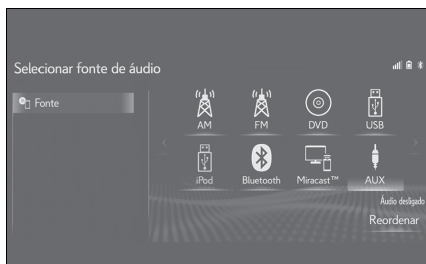 Selecionar fonte de áudio
Fonte
AM FM DVD USB
iPod Bluetooth Miracast™ AUX
Áudio desligado
Reordenar